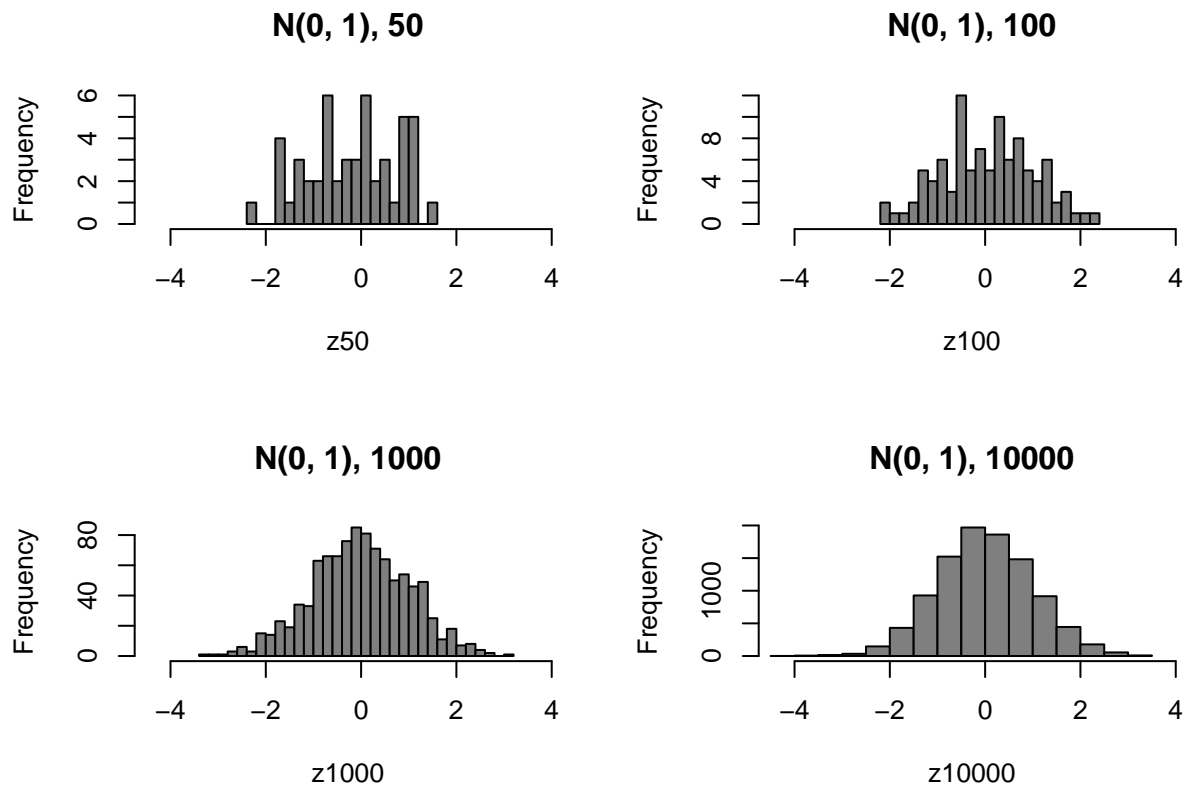 N(0, 1), 50
Frequency
0 2 4 6
−4 −2 0 2 4
z50
N(0, 1), 100
Frequency
0 4 8
−4 −2 0 2 4
z100
N(0, 1), 1000
Frequency
0 40 80
−4 −2 0 2 4
z1000
N(0, 1), 10000
Frequency
0 1000
−4 −2 0 2 4
z10000